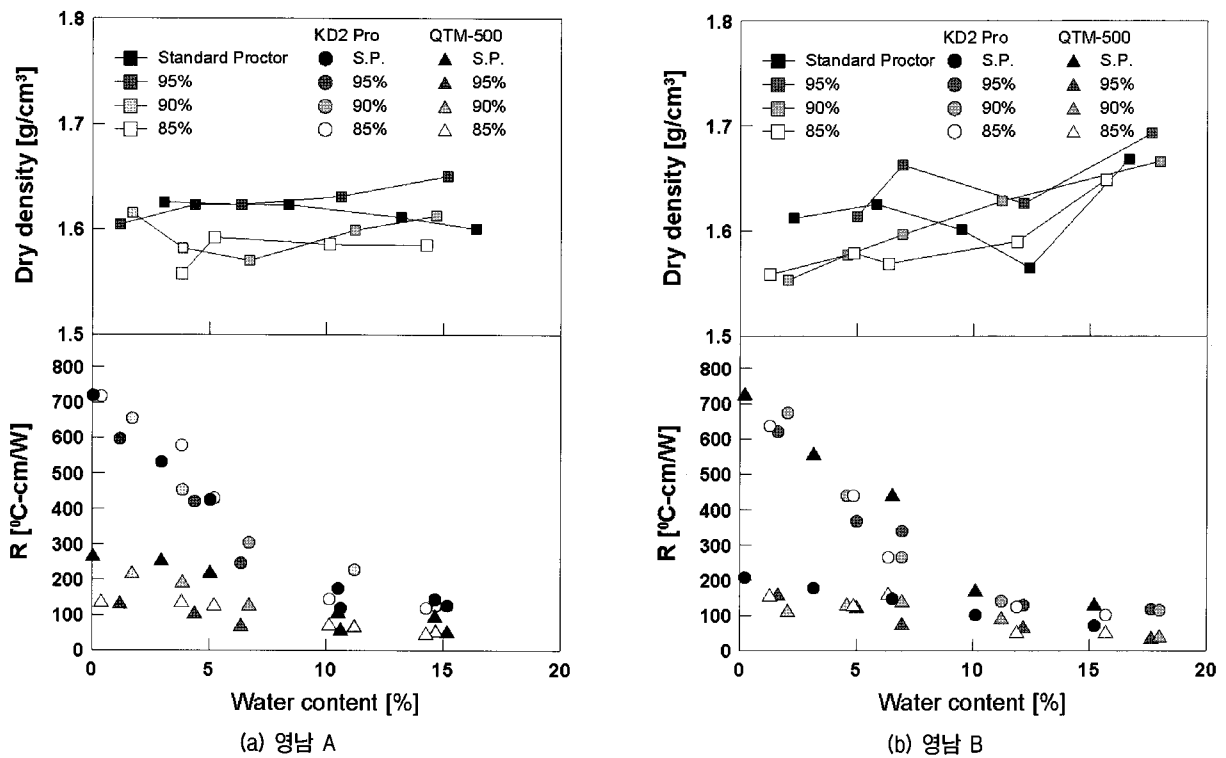 1.8
KD2 Pro QTM-500
Standard Proctor S.P. S.P.
95% 95% 95%
90% 90% 90%
85% 85% 85%
1.7
1.6
1.5
Dry density [g/cm³]
800
700
600
500
400
300
200
100
0
R [⁰C-cm/W]
0 5 10 15 20
Water content [%]
(a) 영남 A
1.8
KD2 Pro QTM-500
Standard Proctor S.P. S.P.
95% 95% 95%
90% 90% 90%
85% 85% 85%
1.7
1.6
1.5
Dry density [g/cm³]
800
700
600
500
400
300
200
100
0
R [⁰C-cm/W]
0 5 10 15 20
Water content [%]
(b) 영남 B